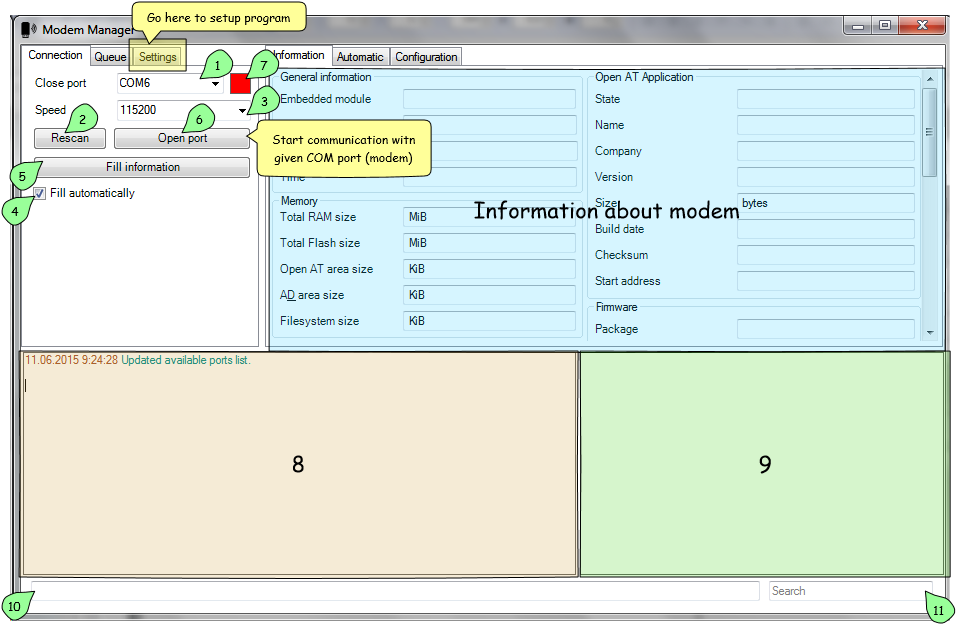 Go here to setup program
Modem Manager
Connection Queue Settings
Information Automatic Configuration
1
7
Close port COM6
Speed 115200
3
2
6
Rescan Open port
Start communication witn
given COM port (modem)
5
Fill information
4
Fill automatically
General information
Embedded module
Time
Memory
Total RAM size MiB
Total Flash size MiB
Open AT area size KiB
AD area size KiB
Filesystem size KiB
Information about modem
Open AT Application
State
Name
Company
Version
Size bytes
Build date
Checksum
Start address
Firmware
Package
11.06.2015 9:24:28 Updated available ports list.
8
9
10
Search
11